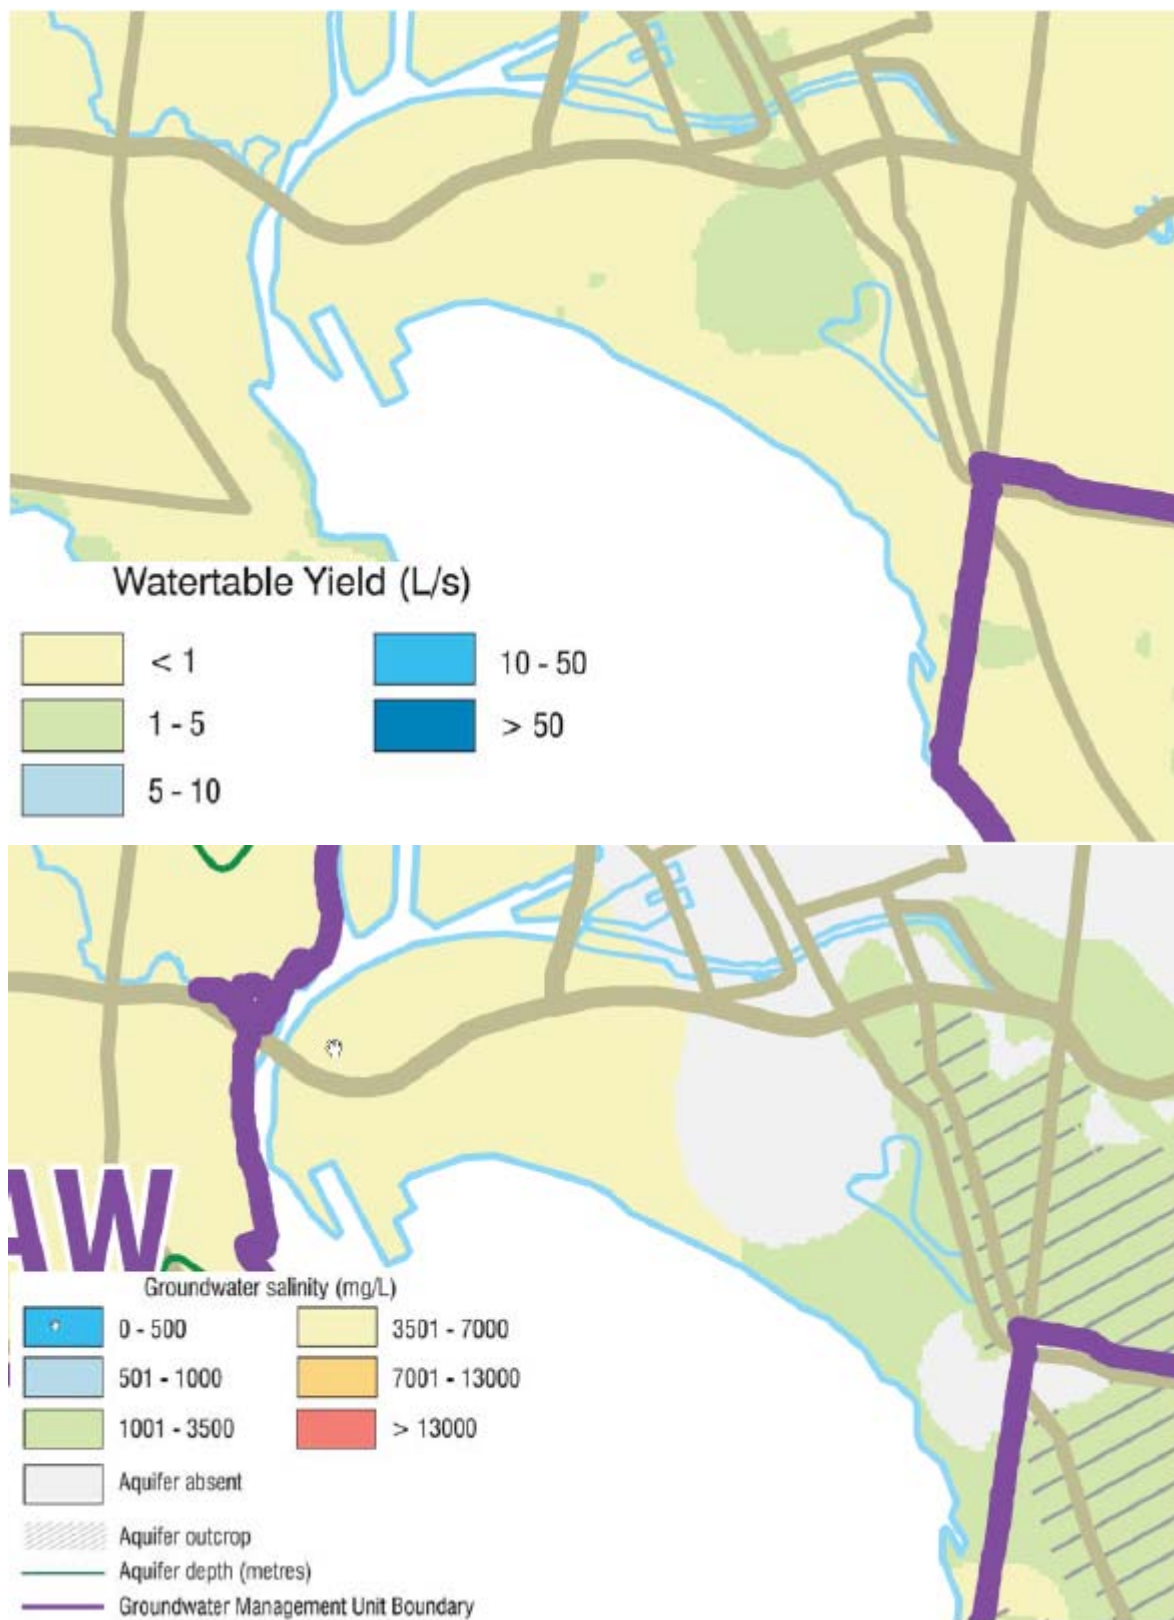 Watertable Yield (L/s)
< 1
10 - 50
1 - 5
> 50
5 - 10
AW
Groundwater salinity (mg/L)
0 - 500
3501 - 7000
501 - 1000
7001 - 13000
1001 - 3500
> 13000
Aquifer absent
Aquifer outcrop
Aquifer depth (metres)
Groundwater Management Unit Boundary